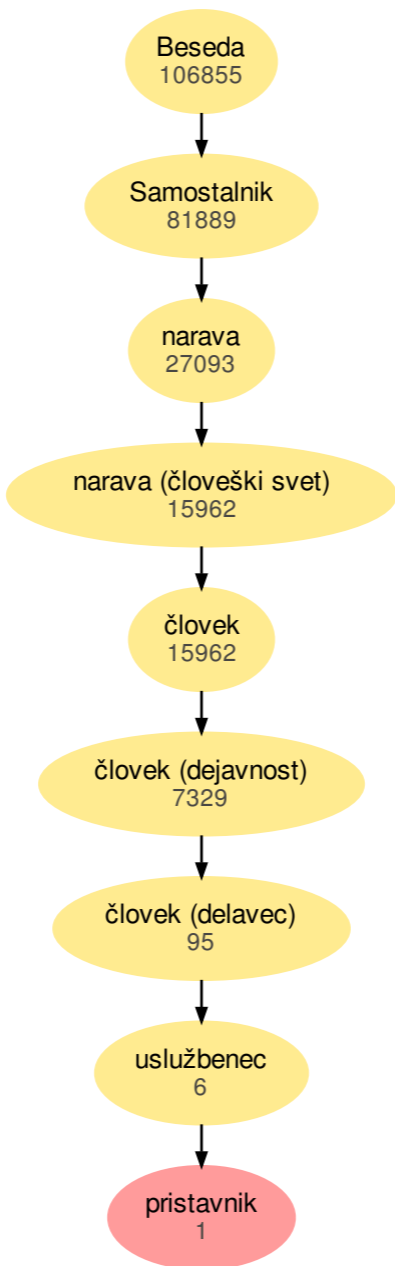 Beseda
106855
Samostalnik
81889
narava
27093
narava (človeški svet)
15962
človek
15962
človek (dejavnost)
7329
človek (delavec)
95
uslužbenec
6
pristavnik
1